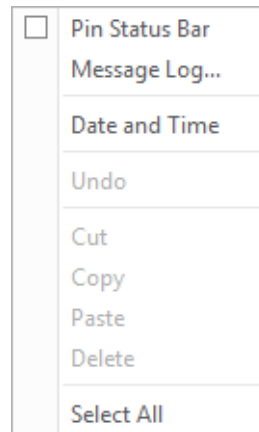 Pin Status Bar
Message Log...
Date and Time
Undo
Cut
Copy
Paste
Delete
Select All